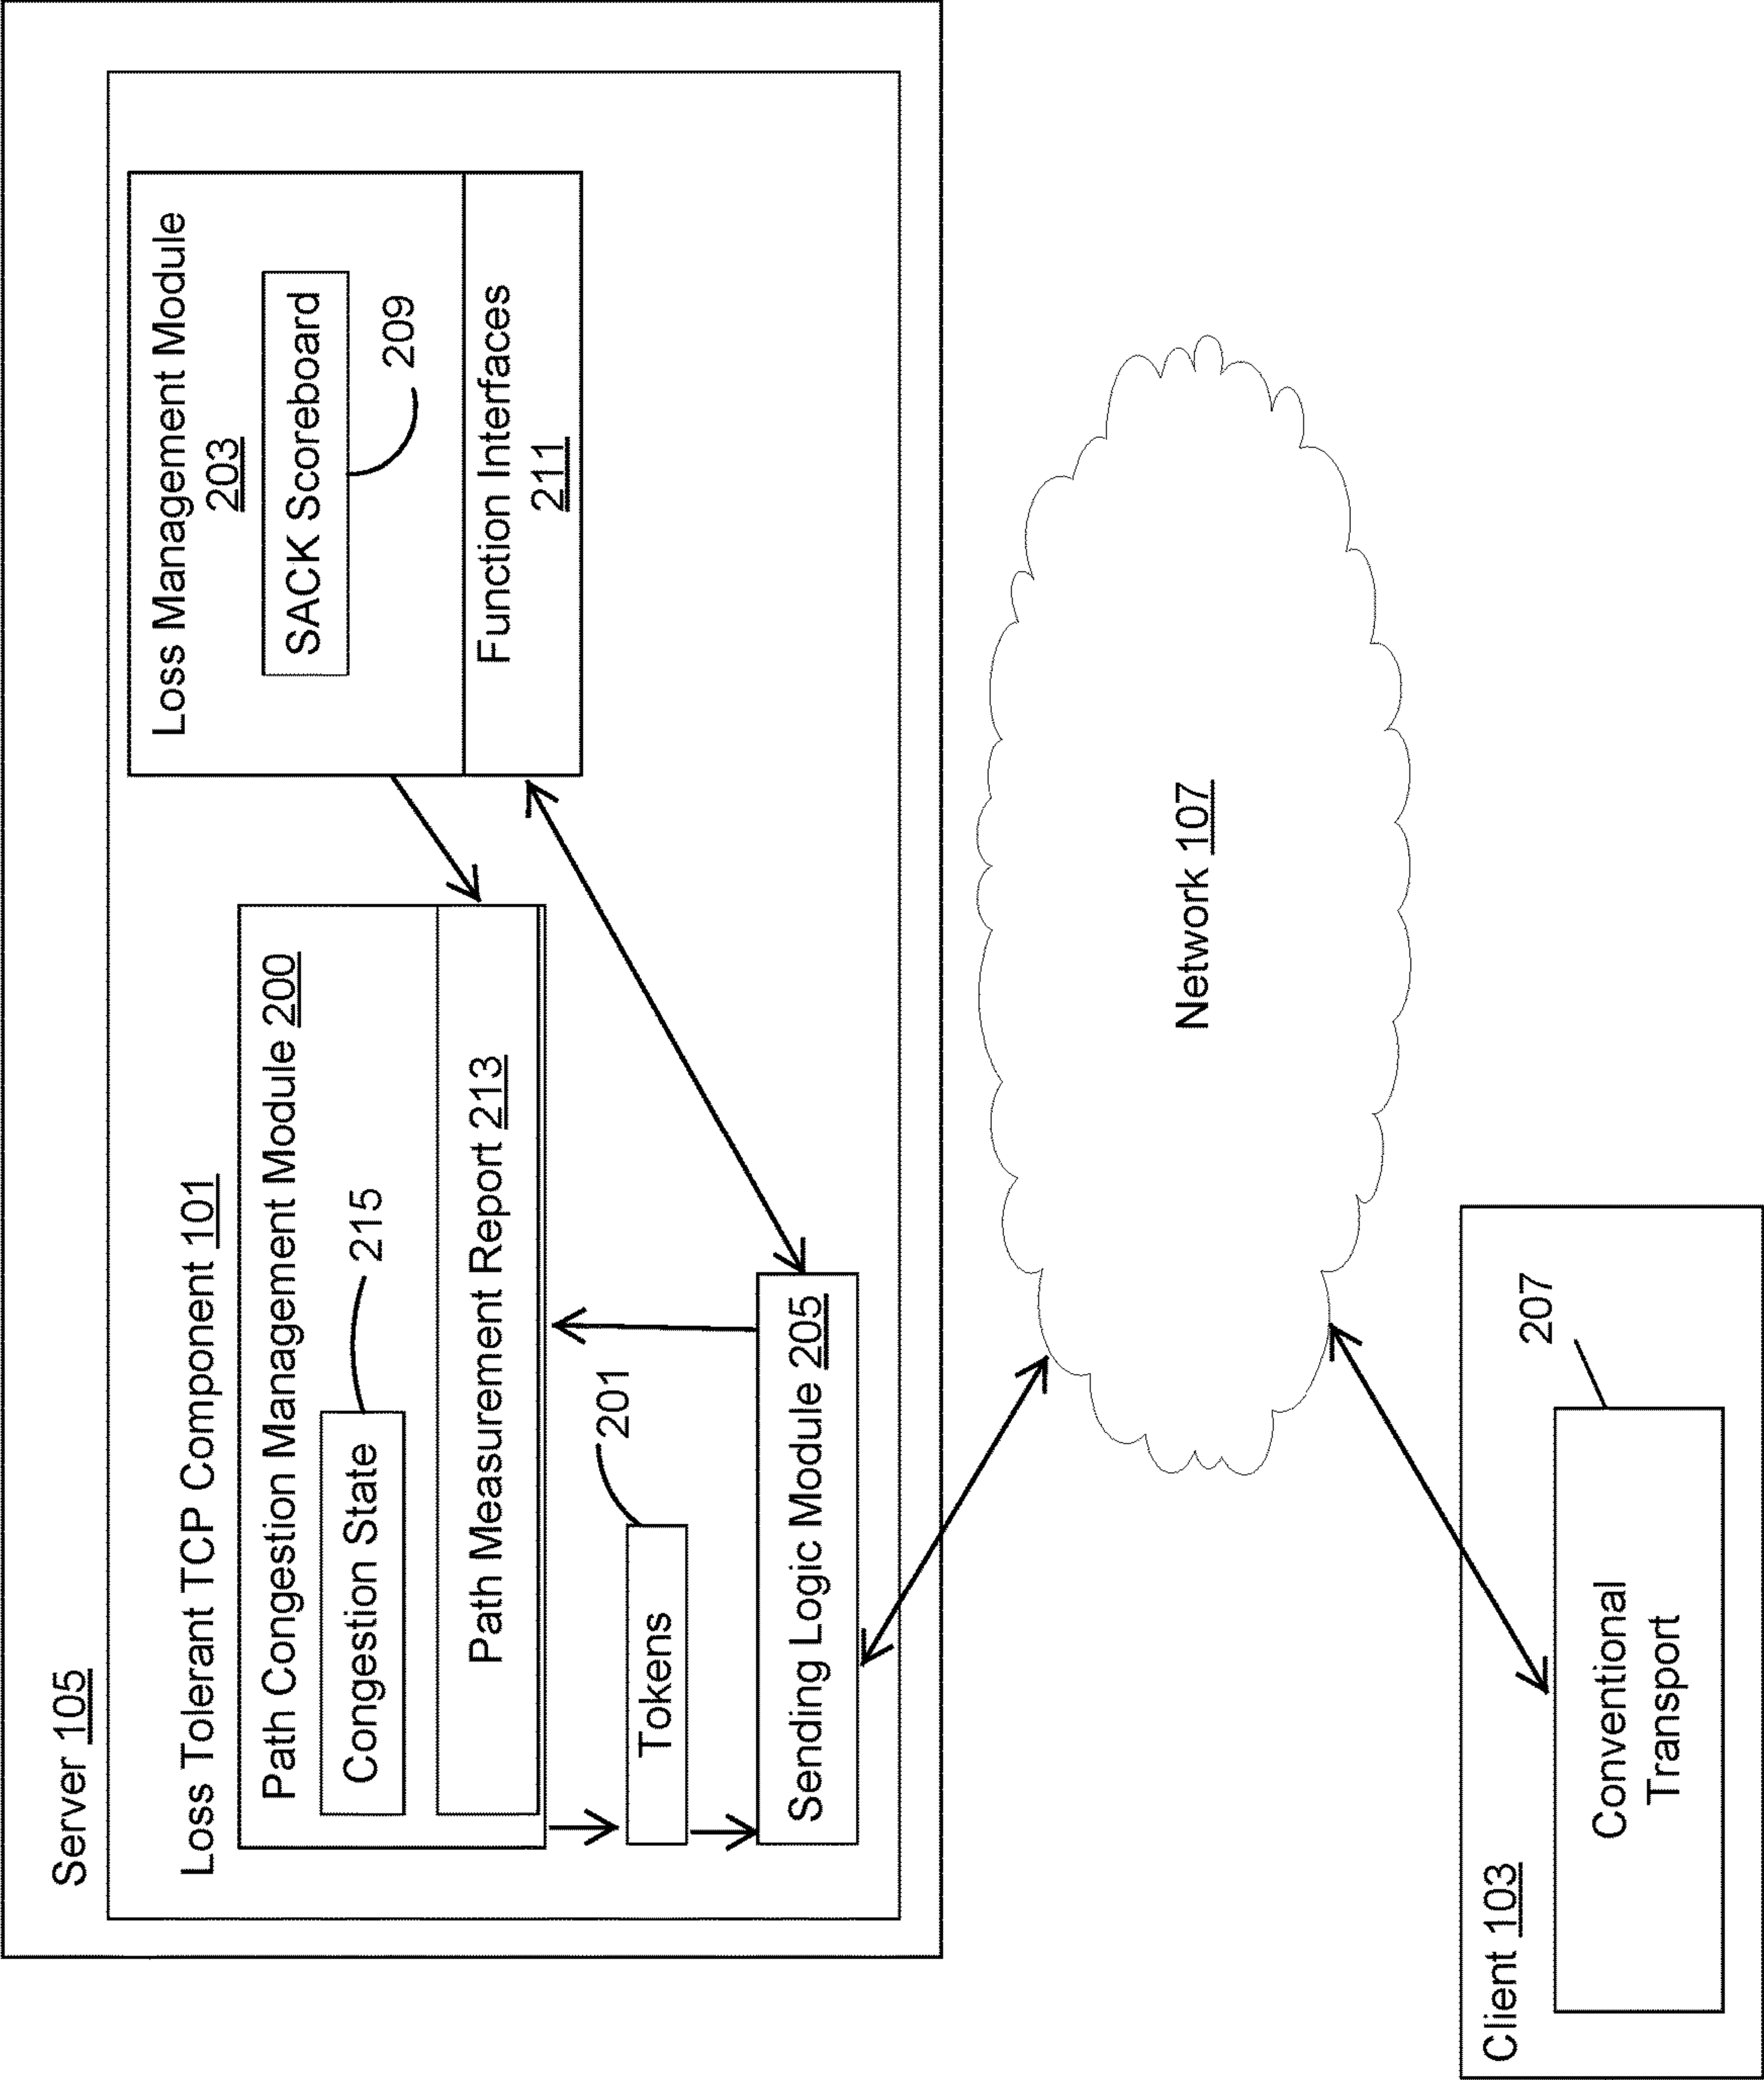 Server 105
Loss Tolerant TCP Component 101
Path Congestion Management Module 200
Congestion State
215
Path Measurement Report 213
Tokens
201
Sending Logic Module 205
Loss Management Module
203
SACK Scoreboard
209
Function Interfaces
211
Network 107
Client 103
207
Conventional
Transport